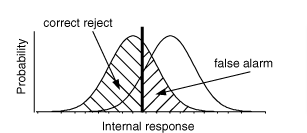 correct reject
Probability
false alarm
Internal response